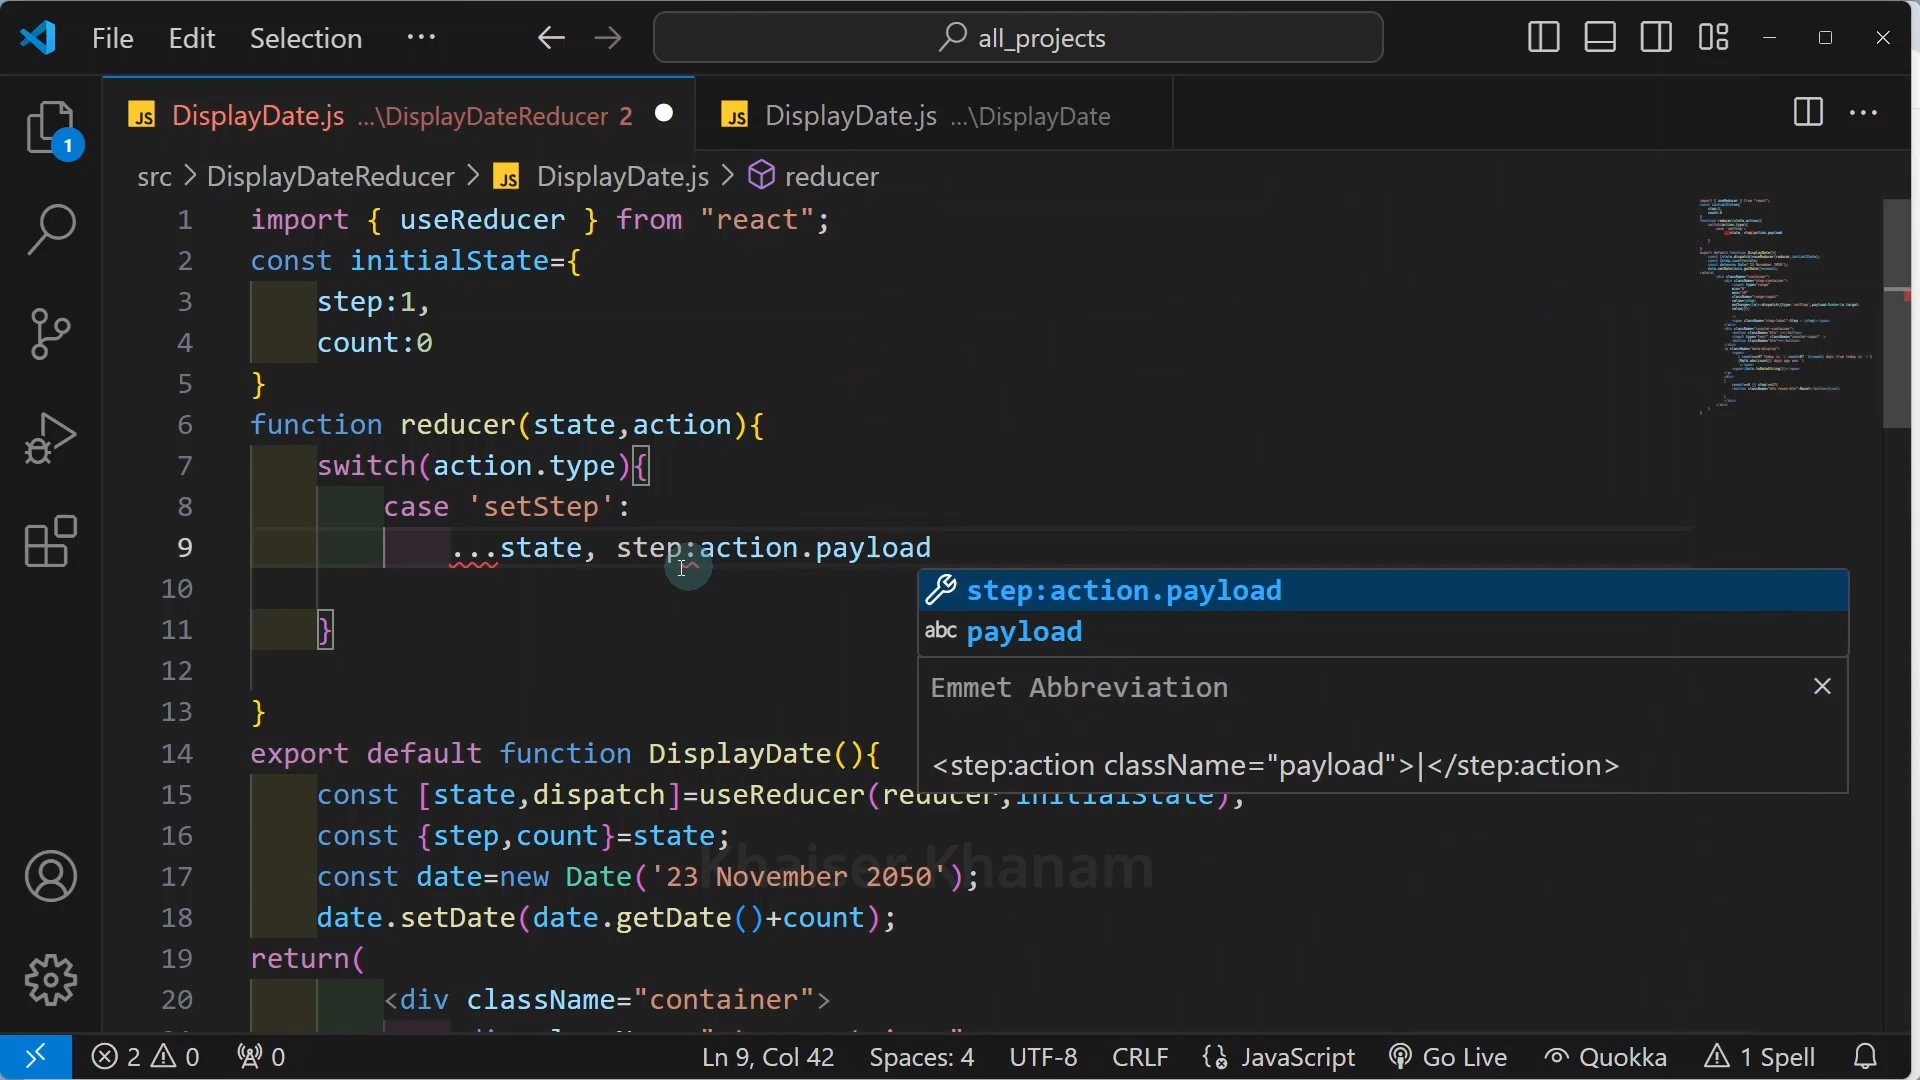 File Edit Selection ··· all_projects
DisplayDate.js ...\DisplayDateReducer 2 DisplayDate.js ...\DisplayDate
src > DisplayDateReducer > JS DisplayDate.js > reducer
1 import { useReducer } from "react";
2 const initialState={
3 step:1,
4 count:0
5 }
6 function reducer(state,action){
7 switch(action.type){
8 case 'setStep':
9 ...state, step:action.payload
10
11 }
12
13 }
14 export default function DisplayDate(){
15 const [state,dispatch]=useReducer(reducer,initialState);
16 const {step,count}=state;
17 const date=new Date('23 November 2050');
18 date.setDate(date.getDate()+count);
19 return(
20 <div className="container">
step:action.payload
abc payload
Emmet Abbreviation
<step:action className="payload">|</step:action>
Khaiser Khanam
1
2 0 0 Ln 9, Col 42 Spaces: 4 UTF-8 CRLF JavaScript Go Live Quokka 1 Spell